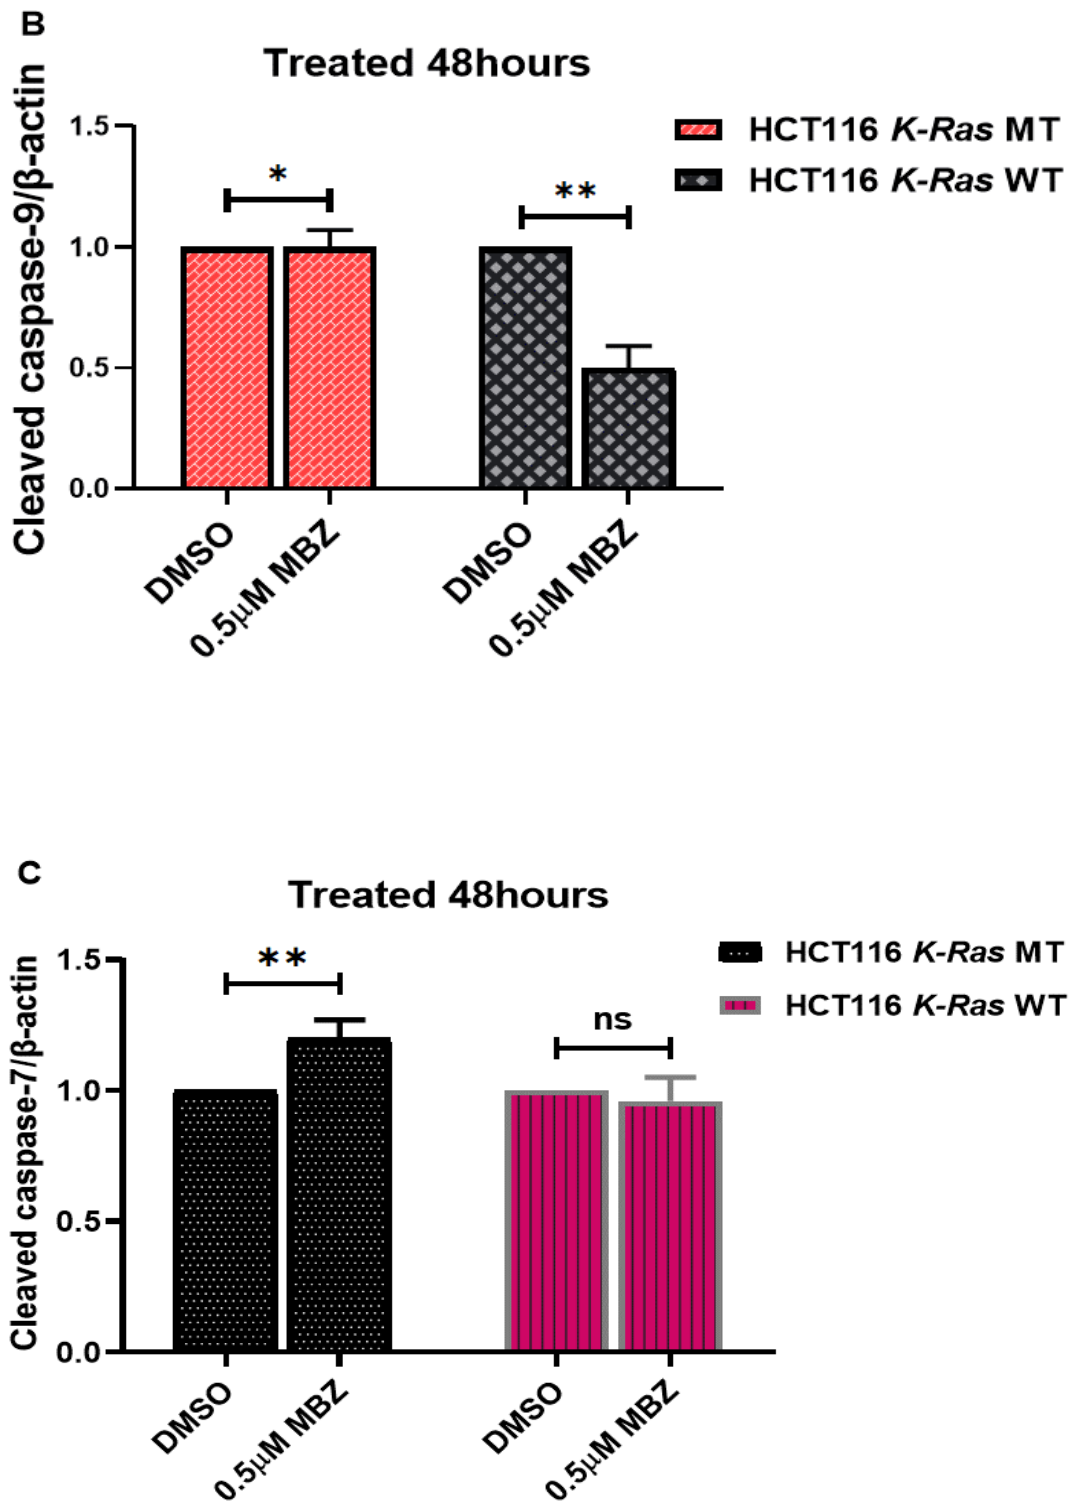 B
Treated 48hours
Cleaved caspase-9/β-actin
1.5
1.0
0.5
0.0
*
**
HCT116 K-Ras MT
HCT116 K-Ras WT
DMSO
0.5μM MBZ
DMSO
0.5μM MBZ
C
Treated 48hours
Cleaved caspase-7/β-actin
1.5
1.0
0.5
0.0
**
ns
HCT116 K-Ras MT
HCT116 K-Ras WT
DMSO
0.5μM MBZ
DMSO
0.5μM MBZ